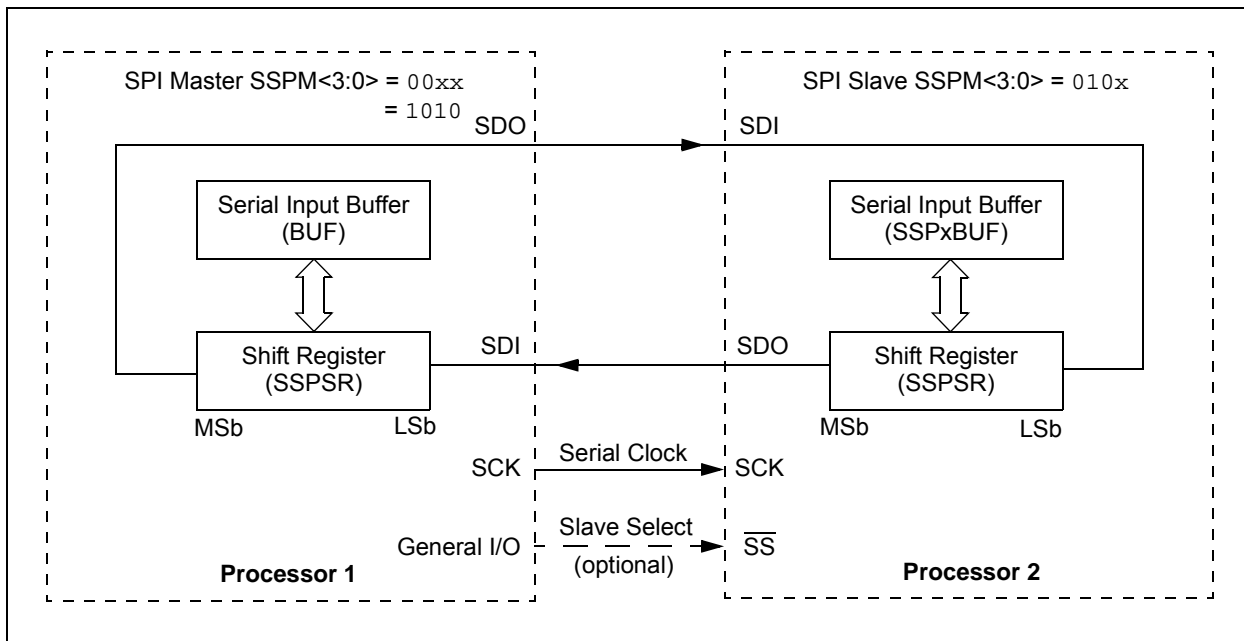 SPI Master SSPM<3:0> = 00xx
= 1010
SDO
Serial Input Buffer
(BUF)
Shift Register
(SSPSR)
MSb
LSb
SDI
SCK
General I/O
Processor 1
Serial Clock
Slave Select
(optional)
SPI Slave SSPM<3:0> = 010x
SDI
Serial Input Buffer
(SSPxBUF)
SDO
Shift Register
(SSPSR)
MSb
LSb
SCK
S̅S̅
Processor 2